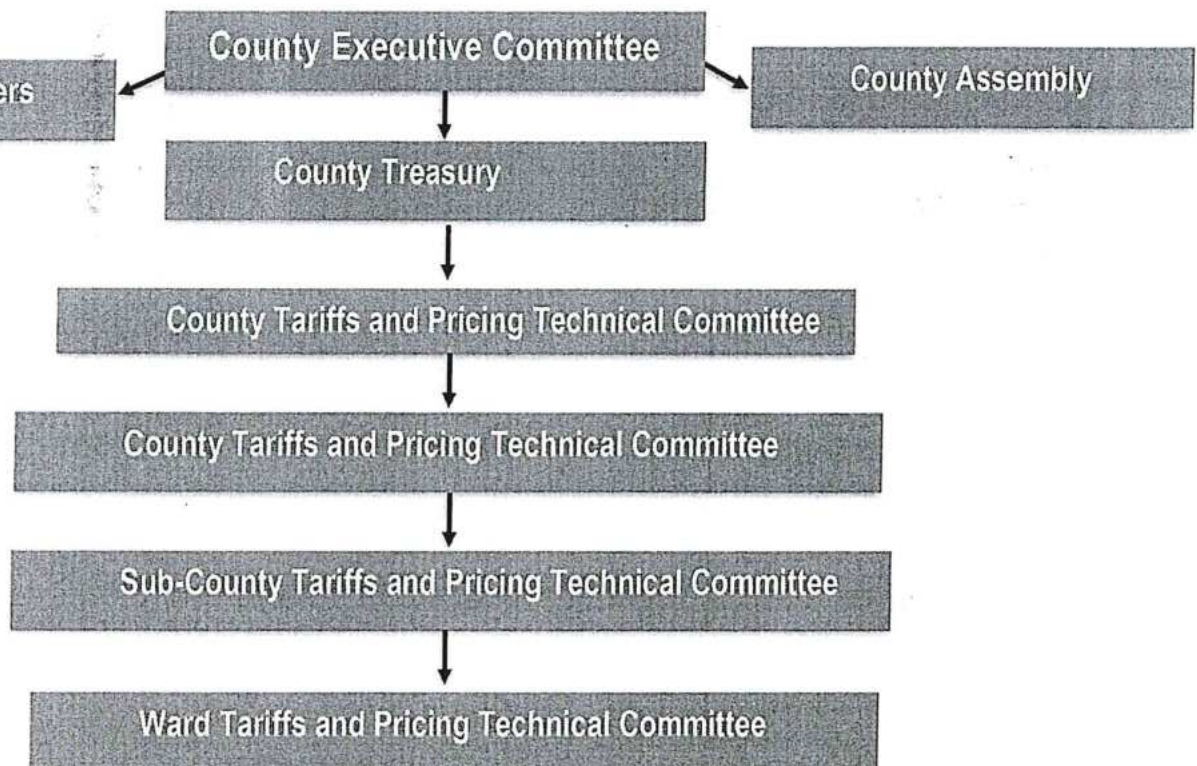 County Executive Committee
County Assembly
County Treasury
County Tariffs and Pricing Technical Committee
County Tariffs and Pricing Technical Committee
Sub-County Tariffs and Pricing Technical Committee
Ward Tariffs and Pricing Technical Committee